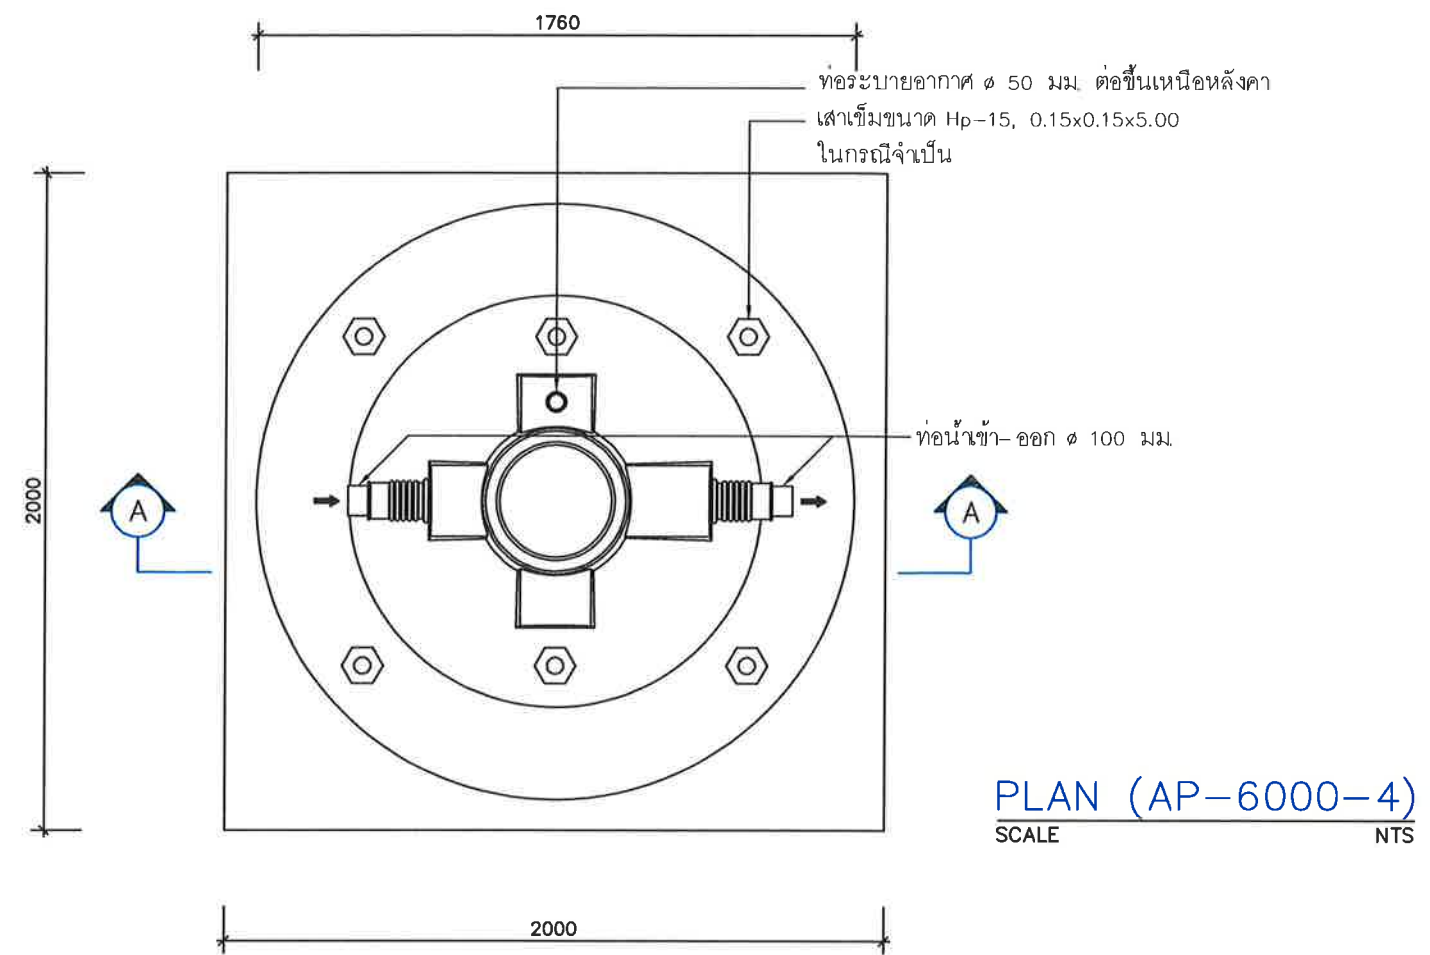 1760
ท่อระบายอากาศ ø 50 มม. ต่อขึ้นเหนือหลังคา
เสาเข็มขนาด Hp-15, 0.15x0.15x5.00
ในกรณีจำเป็น
2000
ท่อน้ำเข้า-ออก ø 100 มม.
A
A
PLAN (AP-6000-4)
SCALE NTS
2000